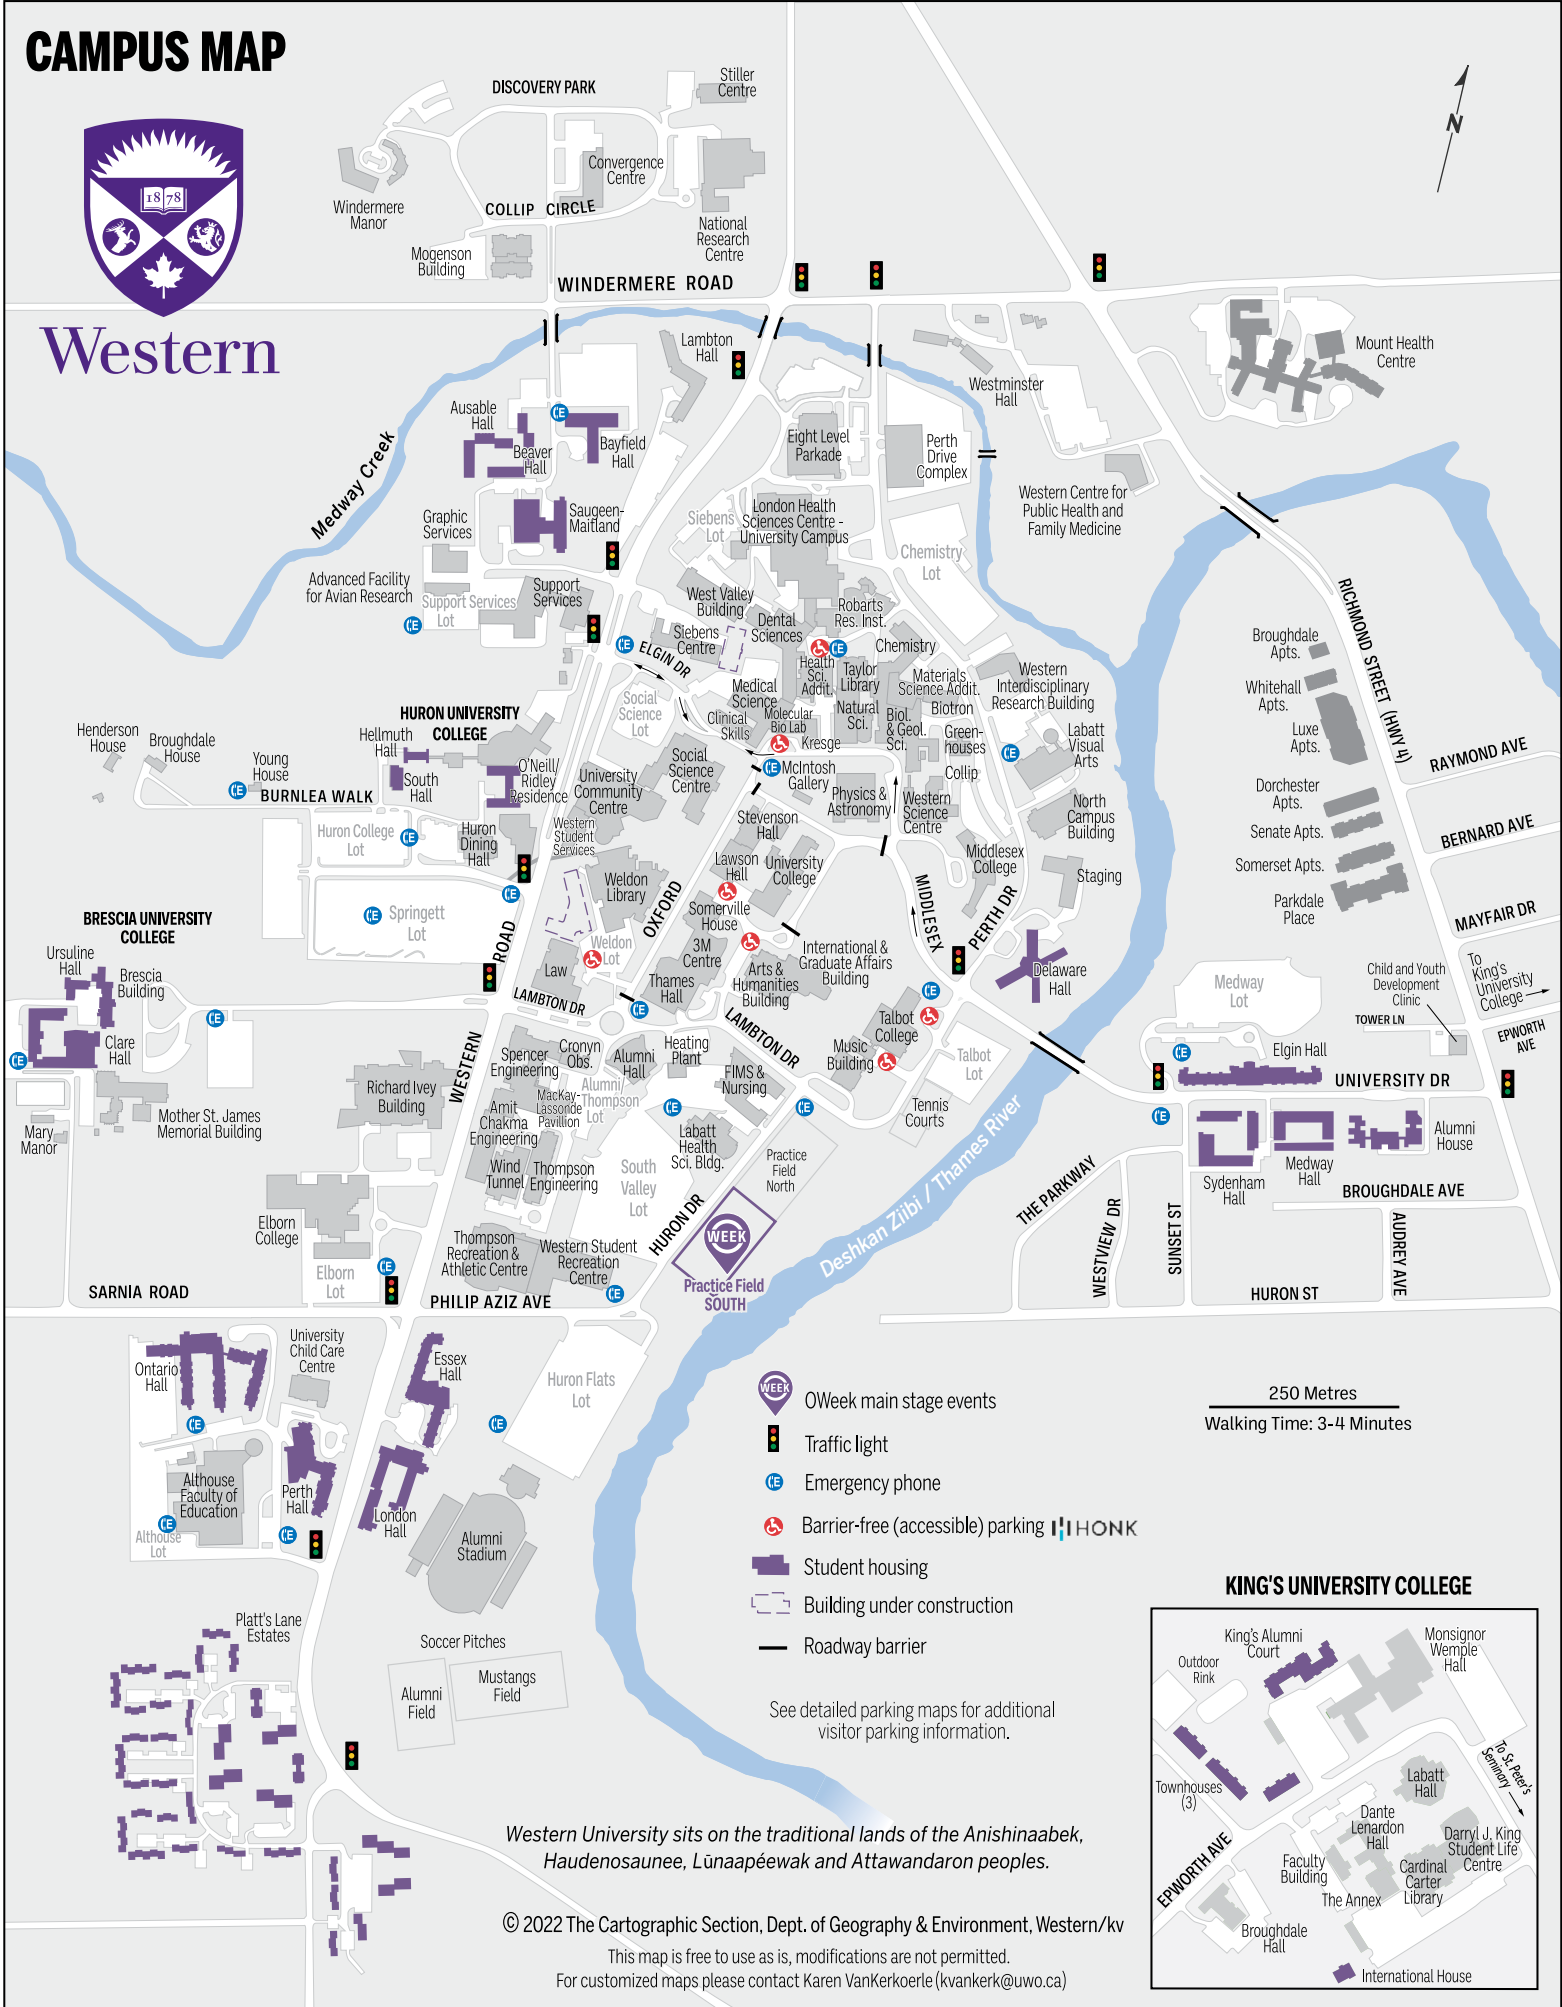 CAMPUS MAP
1878
Western
N
DISCOVERY PARK
Stiller
Centre
Convergence
Centre
Windermere
Manor
COLLIP CIRCLE
National
Research
Centre
Mogenson
Building
WINDERMERE ROAD
Lambton
Hall
Mount Health
Centre
Westminster
Hall
Ausable
Hall
Beaver
Hall
Bayfield
Hall
Eight Level
Parkade
Perth
Drive
Complex
Medway Creek
Western Centre for
Public Health and
Family Medicine
Graphic
Services
Saugeen-
Maitland
Siebens
Lot
London Health
Sciences Centre -
University Campus
Chemistry
Lot
Advanced Facility
for Avian Research
Support Services
Lot
Support
Services
West Valley
Building
Dental
Sciences
Robarts
Res. Inst.
Siebens
Centre
ELGIN DR
Chemistry
Health
Sci.
Addit.
Taylor
Library
Materials
Science Addit.
Biotron
Western
Interdisciplinary
Research Building
RICHMOND STREET (HWY 4)
Broughdale
Apts.
Whitehall
Apts.
Luxe
Apts.
Social
Science
Lot
Medical
Science
Clinical
Skills
Molecular
Bio Lab
Kresge
Natural
Sci.
Biol.
& Geol.
Sci.
Green-
houses
Collip
Labatt
Visual
Arts
HURON UNIVERSITY
COLLEGE
Henderson
House
Broughdale
House
Young
House
Hellmuth
Hall
South
Hall
O'Neill/
Ridley
Residence
BURNLEA WALK
University
Community
Centre
Social
Science
Centre
McIntosh
Gallery
Physics &
Astronomy
Western
Science
Centre
North
Campus
Building
RAYMOND AVE
Dorchester
Apts.
Senate Apts.
BERNARD AVE
Somerset Apts.
Parkdale
Place
MAYFAIR DR
Huron College
Lot
Huron
Dining
Hall
Western
Student
Services
Stevenson
Hall
Lawson
Hall
University
College
Middlesex
College
Staging
Weldon
Library
OXFORD
Somerville
House
MIDDLESEX
PERTH DR
BRESCIA UNIVERSITY
COLLEGE
Springett
Lot
ROAD
Weldon
Lot
Law
3M
Centre
Thames
Hall
Arts &
Humanities
Building
International &
Graduate Affairs
Building
Delaware
Hall
Ursuline
Hall
Brescia
Building
Clare
Hall
LAMBTON DR
LAMBTON DR
Talbot
College
Music
Building
Talbot
Lot
Medway
Lot
Child and Youth
Development
Clinic
To
King's
University
College
TOWER LN
EPWORTH
AVE
Elgin Hall
UNIVERSITY DR
WESTERN
Spencer
Engineering
Cronyn
Obs.
Alumni
Hall
Heating
Plant
FIMS &
Nursing
Alumni/
Thompson
Lot
MacKay-
Lassonde
Pavillion
Amit
Chakma
Engineering
Richard Ivey
Building
Mother St. James
Memorial Building
Mary
Manor
Labatt
Health
Sci. Bldg.
Tennis
Courts
Practice
Field
North
Wind
Tunnel
Thompson
Engineering
South
Valley
Lot
HURON DR
Deshkan Ziibi / Thames River
THE PARKWAY
WESTVIEW DR
SUNSET ST
Sydenham
Hall
Medway
Hall
Alumni
House
BROUGHDALE AVE
AUDREY AVE
HURON ST
Elborn
College
Elborn
Lot
Thompson
Recreation &
Athletic Centre
Western Student
Recreation
Centre
WEEK
Practice Field
SOUTH
SARNIA ROAD
PHILIP AZIZ AVE
Ontario
Hall
University
Child Care
Centre
Essex
Hall
Huron Flats
Lot
Althouse
Faculty of
Education
Althouse
Lot
Perth
Hall
London
Hall
Alumni
Stadium
WEEK
OWeek main stage events
Traffic light
Emergency phone
Barrier-free (accessible) parking HONK
Student housing
Building under construction
Roadway barrier
250 Metres
Walking Time: 3-4 Minutes
See detailed parking maps for additional
visitor parking information.
Platt's Lane
Estates
Soccer Pitches
Alumni
Field
Mustangs
Field
KING'S UNIVERSITY COLLEGE
King's Alumni
Court
Monsignor
Wemple
Hall
Outdoor
Rink
To St. Peter's
Seminary
Townhouses
(3)
Labatt
Hall
Dante
Lenardon
Hall
Darryl J. King
Student Life
Centre
Faculty
Building
Cardinal
Carter
Library
The Annex
EPWORTH AVE
Broughdale
Hall
International House
Western University sits on the traditional lands of the Anishinaabek,
Haudenosaunee, Lūnaapéewak and Attawandaron peoples.
© 2022 The Cartographic Section, Dept. of Geography & Environment, Western/kv
This map is free to use as is, modifications are not permitted.
For customized maps please contact Karen VanKerkoerle (kvankerk@uwo.ca)